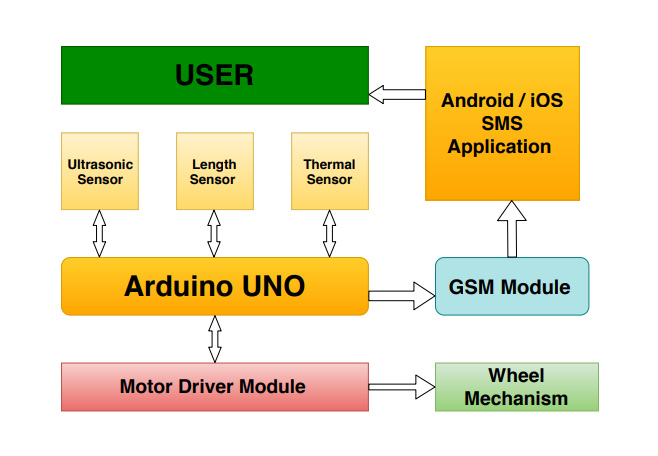 USER
Android / iOS
SMS
Application
Ultrasonic
Sensor
Length
Sensor
Thermal
Sensor
Arduino UNO
GSM Module
Motor Driver Module
Wheel
Mechanism